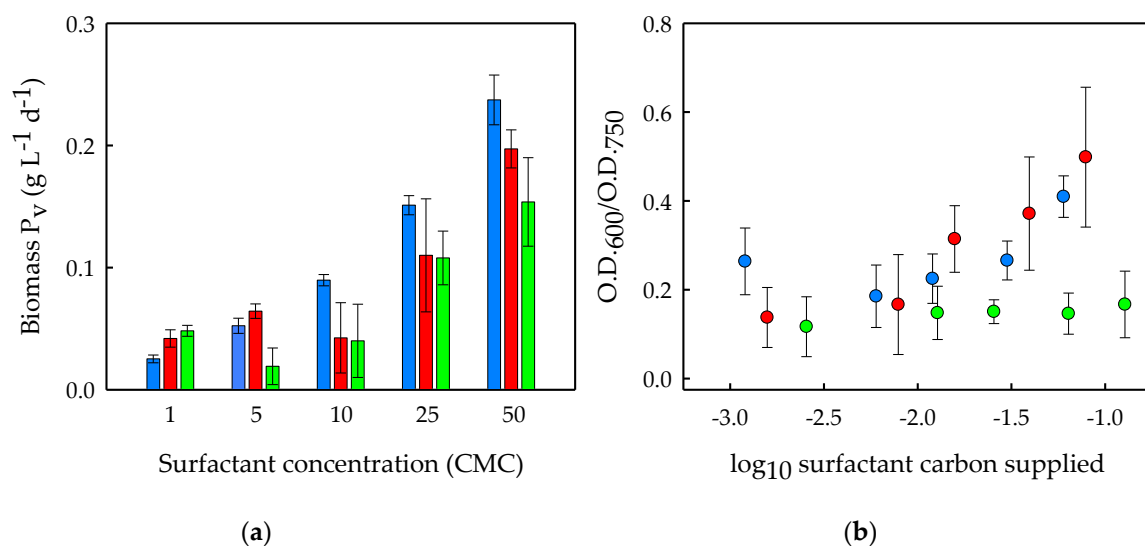 0.3
0.2
0.1
0.0
Biomass P_V (g L⁻¹ d⁻¹)
1 5 10 25 50
Surfactant concentration (CMC)
(a)
0.8
0.6
0.4
0.2
0.0
O.D.₆₀₀/O.D.₇₅₀
-3.0 -2.5 -2.0 -1.5 -1.0
log₁₀ surfactant carbon supplied
(b)